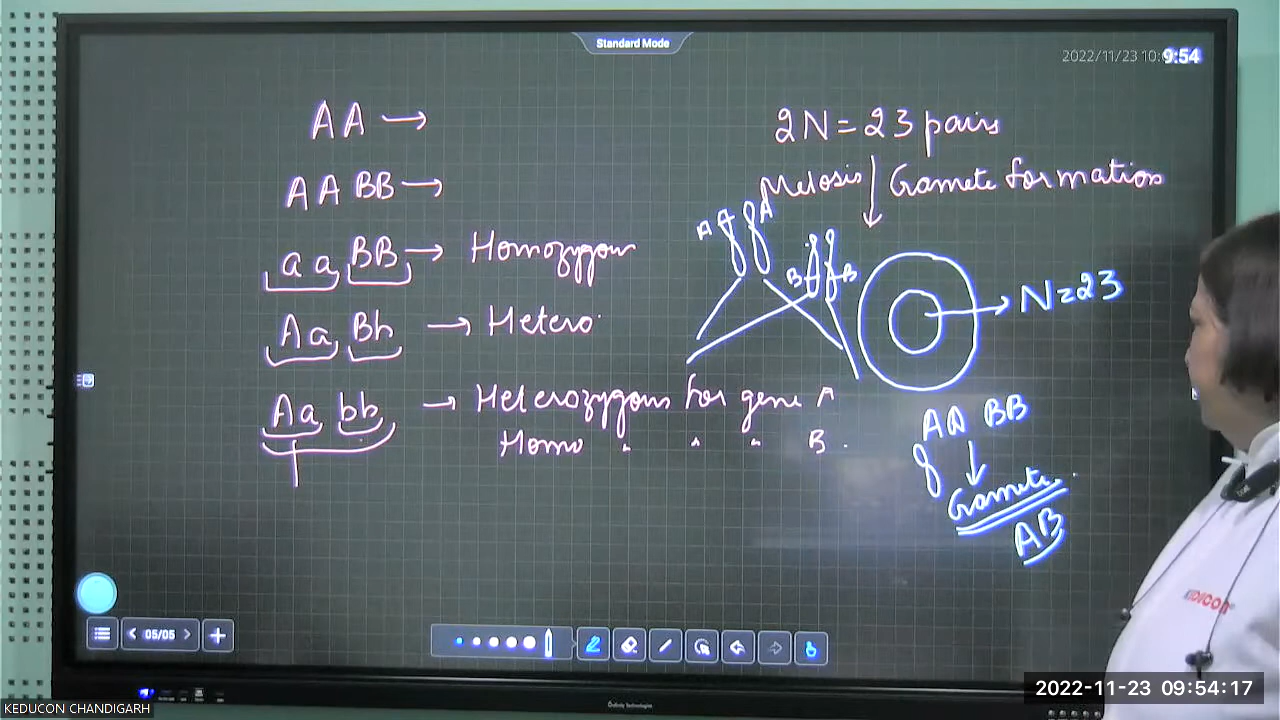 Standard Mode
2022/11/23 10:
9:54
AA →
AA BB →
aa BB → Homozygous
Aa Bb → Hetero
Aa bb → Heterozygous for gene A
Homo " " " B.
2N = 23 pairs
Meiosis Gamete formation
A A
B B
N=23
AA BB
Gamete
AB
05/05
KEDUCON CHANDIGARH
2022-11-23 09:54:17